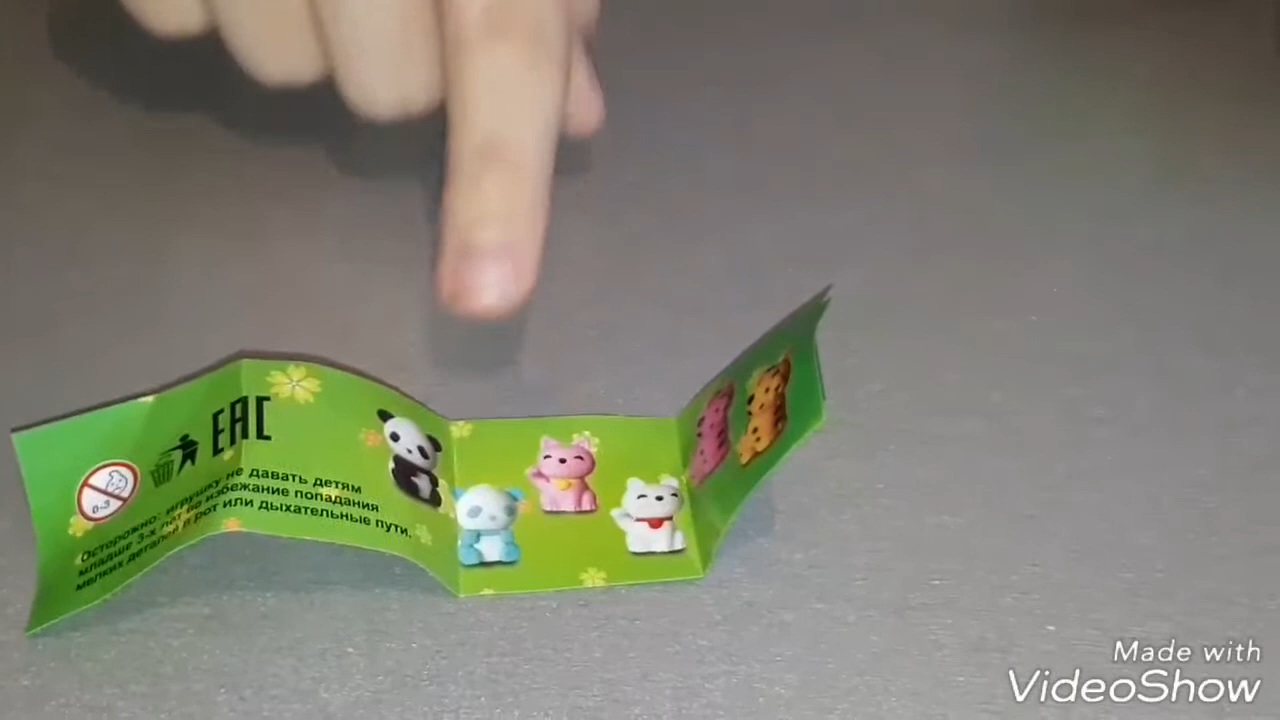 0-3
EAC
Осторожно: игрушку не давать детям
младше 3-х лет во избежание попадания
мелких деталей в рот или дыхательные пути.
Made with
VideoShow